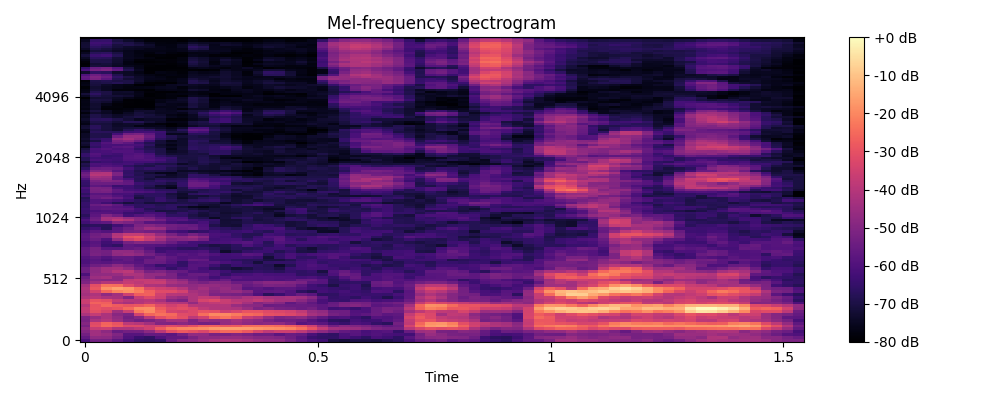 Mel-frequency spectrogram
+0 dB
-10 dB
-20 dB
-30 dB
-40 dB
-50 dB
-60 dB
-70 dB
-80 dB
4096
2048
1024
512
0
Hz
0
0.5
1
1.5
Time